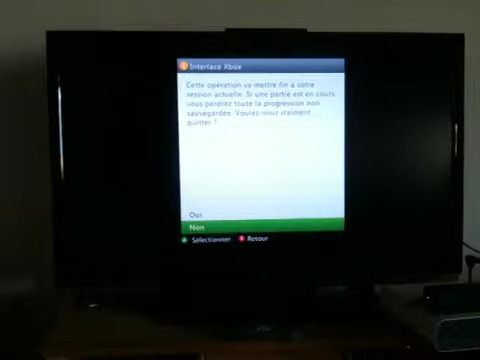 Interface Xbox
Cette opération va mettre fin à votre
session actuelle. Si une partie est en cours,
vous perdrez toute la progression non
sauvegardée. Voulez-vous vraiment
quitter ?
Oui
Non
Sélectionner Retour